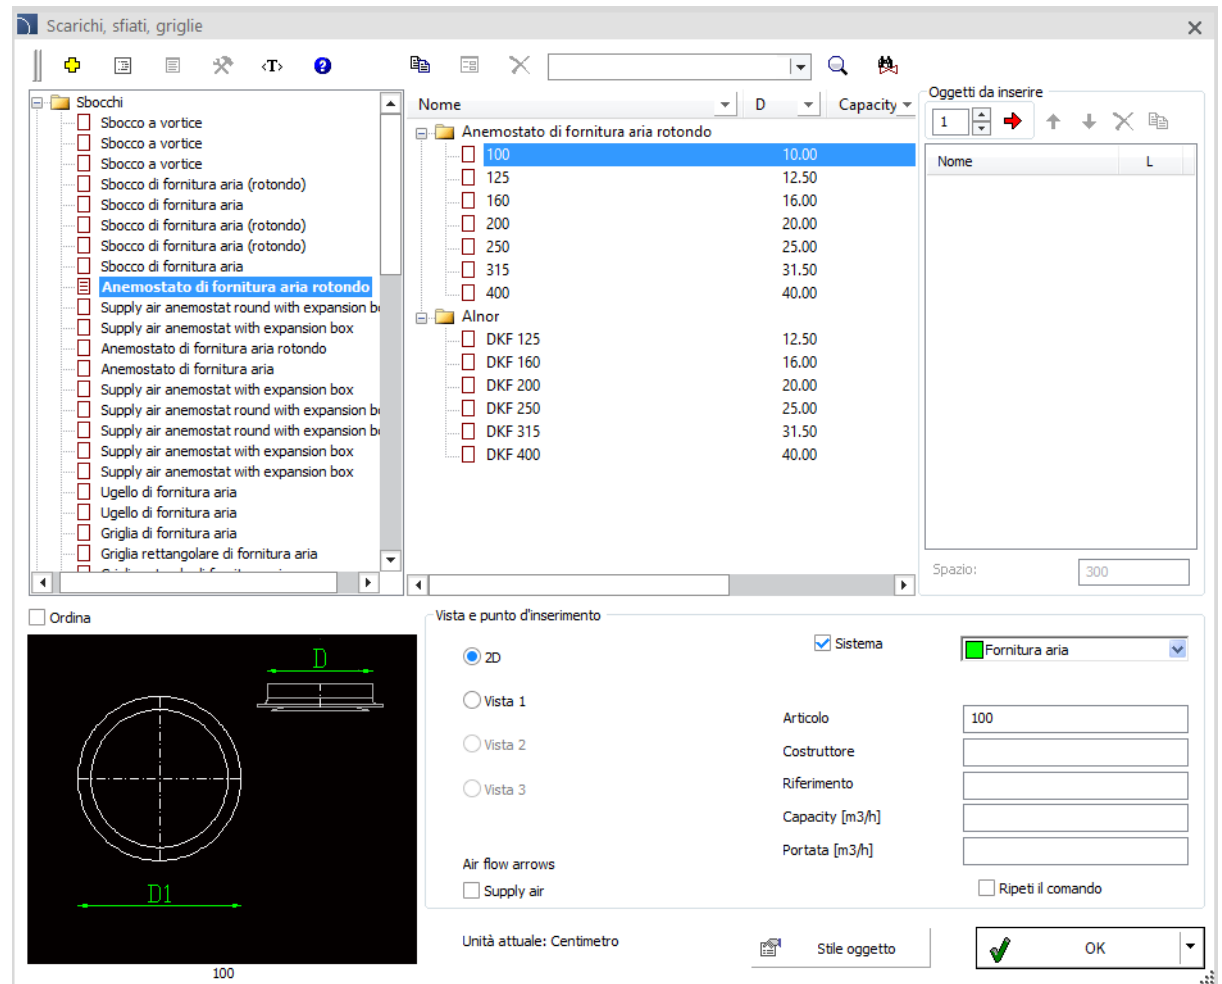 Scarichi, sfiati, griglie
<T>
Sbocchi
Sbocco a vortice
Sbocco a vortice
Sbocco a vortice
Sbocco di fornitura aria (rotondo)
Sbocco di fornitura aria
Sbocco di fornitura aria (rotondo)
Sbocco di fornitura aria (rotondo)
Sbocco di fornitura aria
Anemostato di fornitura aria rotondo
Supply air anemostat round with expansion
Supply air anemostat with expansion box
Anemostato di fornitura aria rotondo
Anemostato di fornitura aria
Supply air anemostat with expansion box
Supply air anemostat round with expansion
Supply air anemostat round with expansion
Supply air anemostat with expansion box
Supply air anemostat with expansion box
Ugello di fornitura aria
Ugello di fornitura aria
Griglia di fornitura aria
Griglia rettangolare di fornitura aria
Nome D Capacity
Anemostato di fornitura aria rotondo
100 10.00
125 12.50
160 16.00
200 20.00
250 25.00
315 31.50
400 40.00
Alnor
DKF 125 12.50
DKF 160 16.00
DKF 200 20.00
DKF 250 25.00
DKF 315 31.50
DKF 400 40.00
Oggetti da inserire
1
Nome L
Spazio: 300
Ordina
D
D1
100
Vista e punto d'inserimento
2D
Vista 1
Vista 2
Vista 3
Air flow arrows
Supply air
Sistema Fornitura aria
Articolo 100
Costruttore
Riferimento
Capacity [m3/h]
Portata [m3/h]
Ripeti il comando
Unità attuale: Centimetro
Stile oggetto
OK